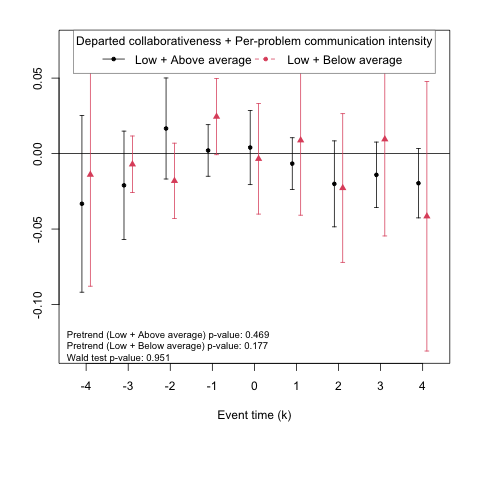 Departed collaborativeness + Per-problem communication intensity
Low + Above average Low + Below average
0.05
0.00
-0.05
-0.10
Pretrend (Low + Above average) p-value: 0.469
Pretrend (Low + Below average) p-value: 0.177
Wald test p-value: 0.951
-4 -3 -2 -1 0 1 2 3 4
Event time (k)